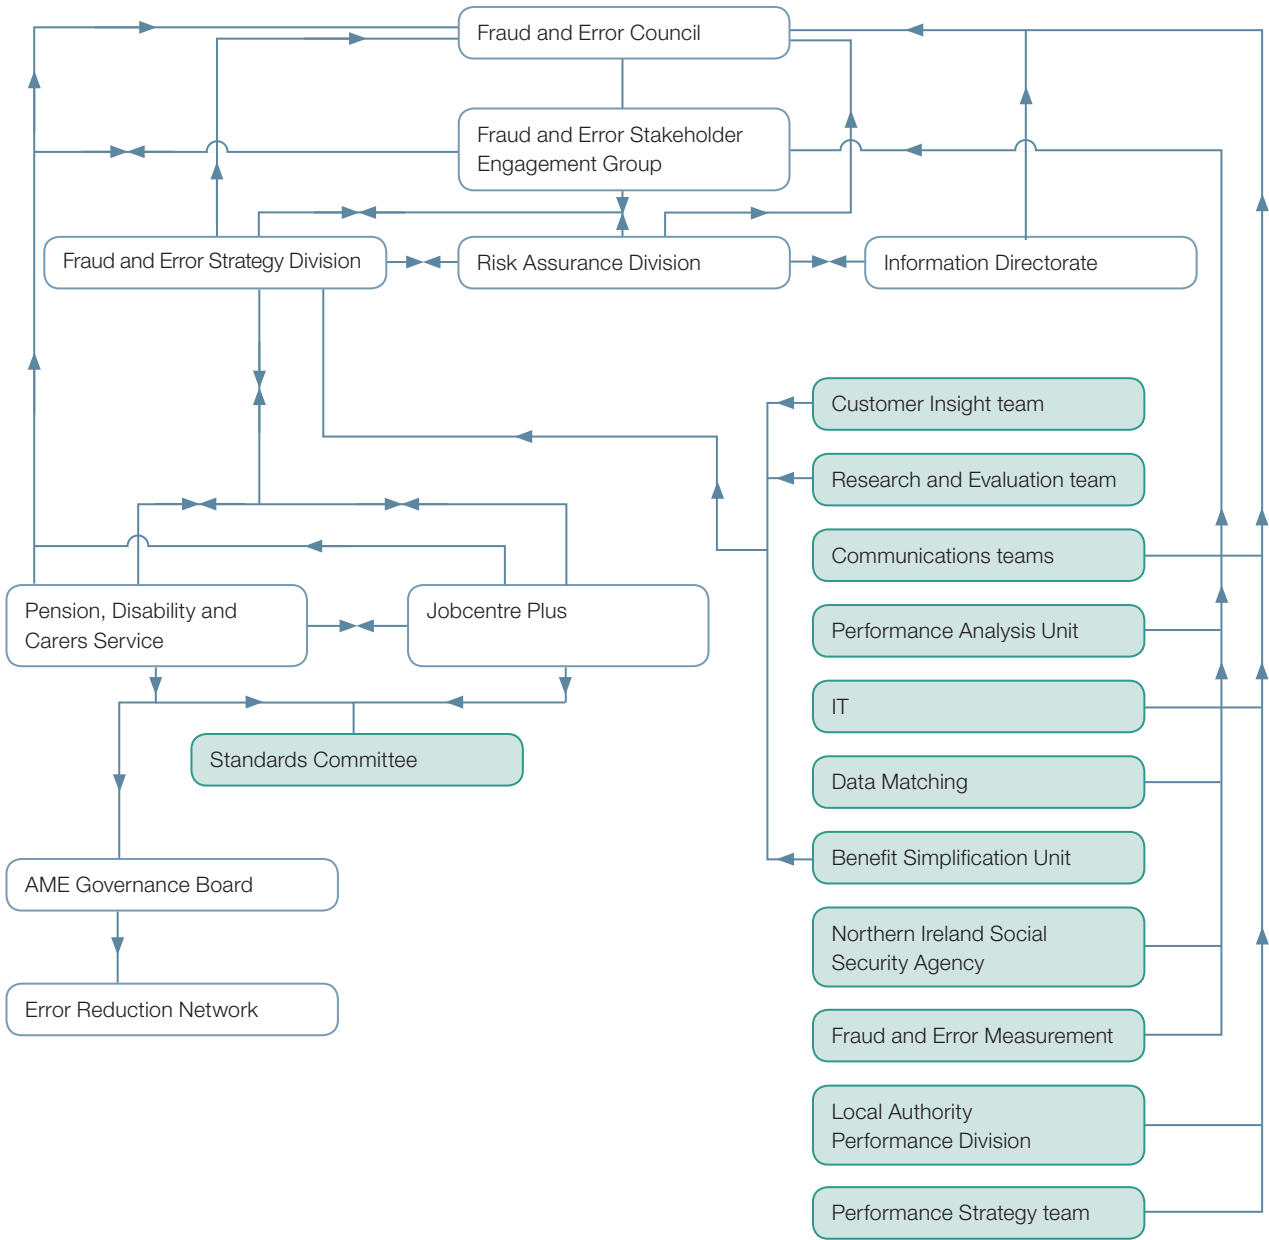 Fraud and Error Council
Fraud and Error Stakeholder
Engagement Group
Fraud and Error Strategy Division
Risk Assurance Division
Information Directorate
Customer Insight team
Research and Evaluation team
Communications teams
Pension, Disability and
Carers Service
Jobcentre Plus
Performance Analysis Unit
IT
Standards Committee
Data Matching
Benefit Simplification Unit
AME Governance Board
Northern Ireland Social
Security Agency
Error Reduction Network
Fraud and Error Measurement
Local Authority
Performance Division
Performance Strategy team